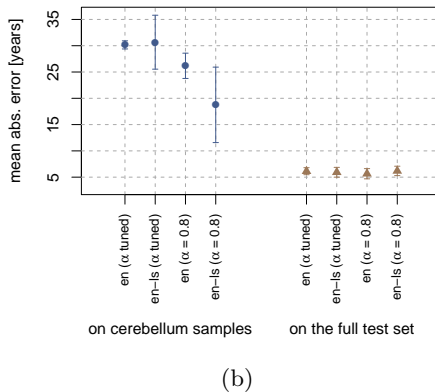 mean abs. error [years]
35
25
15
5
en (α tuned)
en−ls (α tuned)
en (α = 0.8)
en−ls (α = 0.8)
en (α tuned)
en−ls (α tuned)
en (α = 0.8)
en−ls (α = 0.8)
on cerebellum samples
on the full test set
(b)